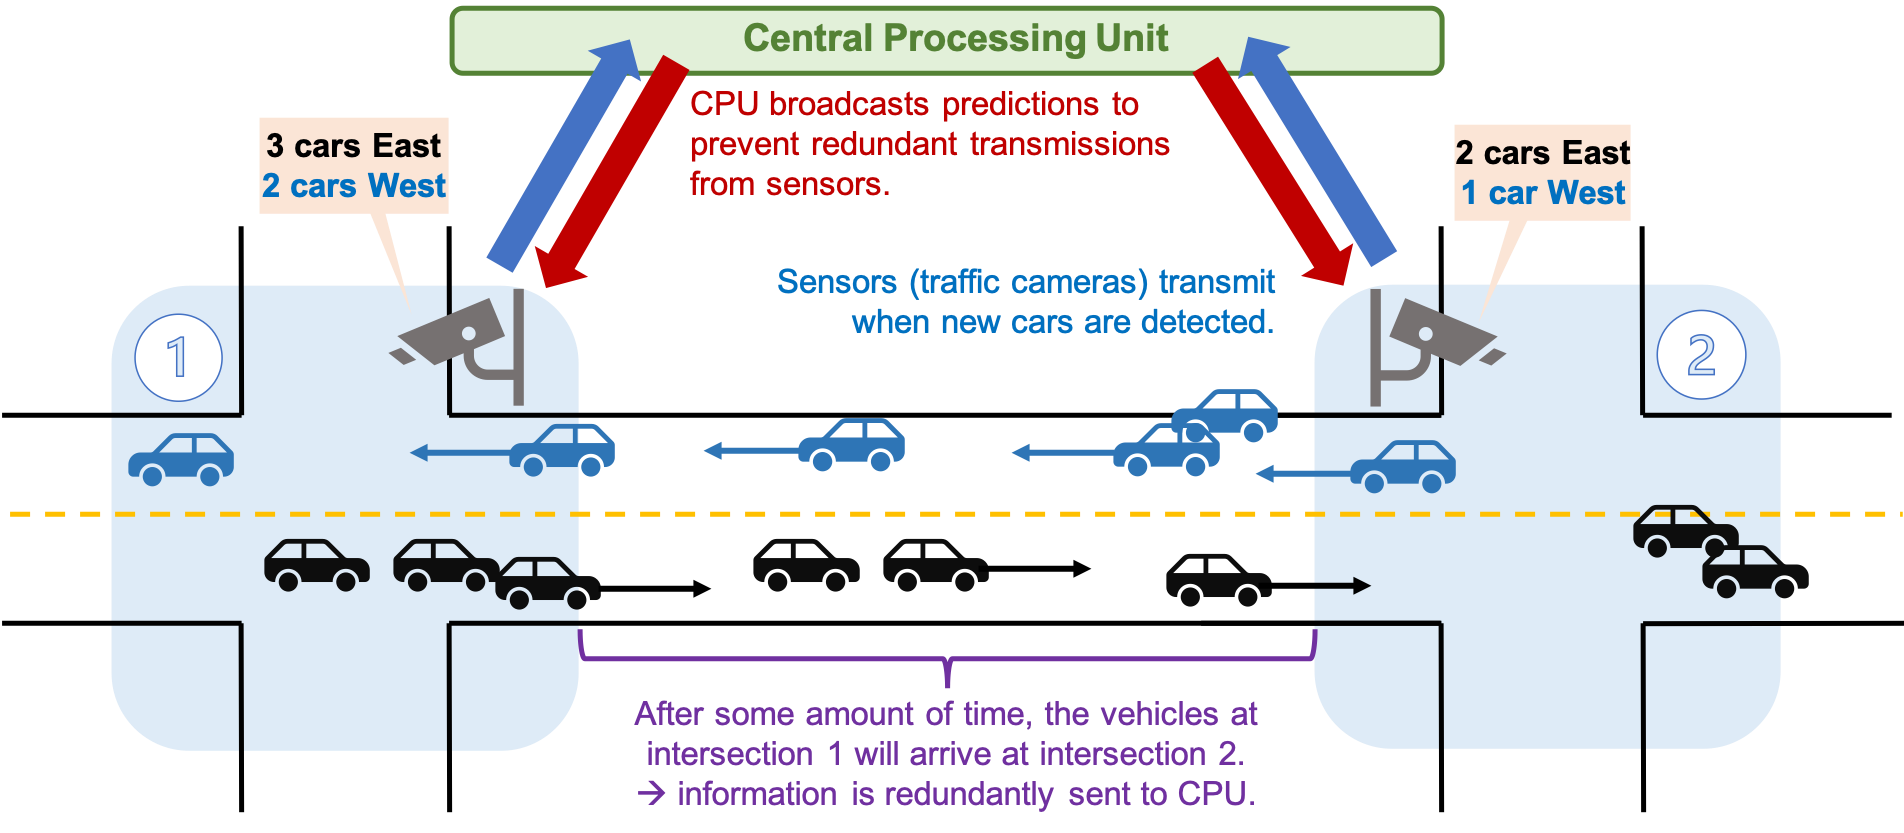 Central Processing Unit
CPU broadcasts predictions to
prevent redundant transmissions
from sensors.
3 cars East
2 cars West
2 cars East
1 car West
Sensors (traffic cameras) transmit
when new cars are detected.
1
2
After some amount of time, the vehicles at
intersection 1 will arrive at intersection 2.
→ information is redundantly sent to CPU.